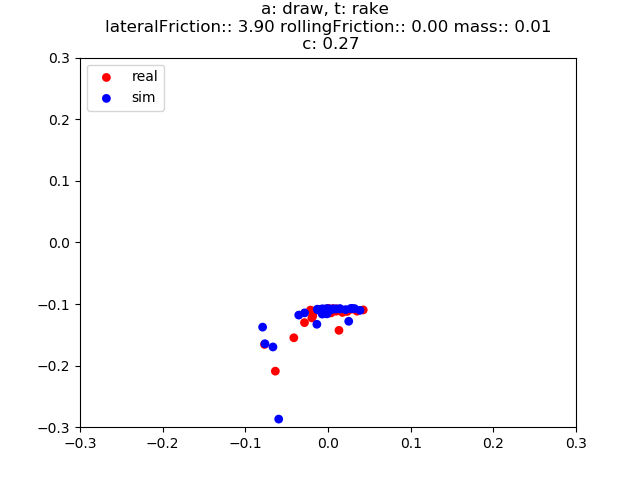 a: draw, t: rake
lateralFriction:: 3.90 rollingFriction:: 0.00 mass:: 0.01
c: 0.27
real
sim
0.3
0.2
0.1
0.0
−0.1
−0.2
−0.3
−0.3 −0.2 −0.1 0.0 0.1 0.2 0.3